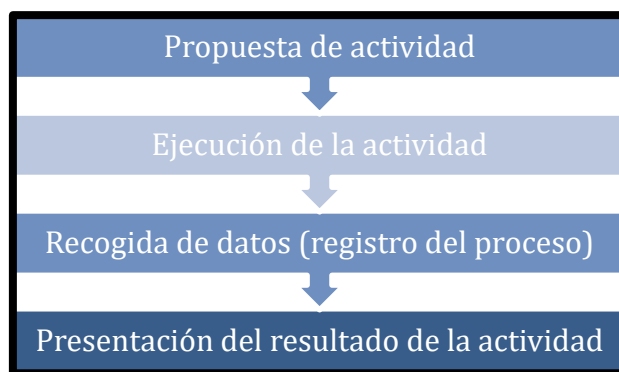 Propuesta de actividad
Ejecución de la actividad
Recogida de datos (registro del proceso)
Presentación del resultado de la actividad